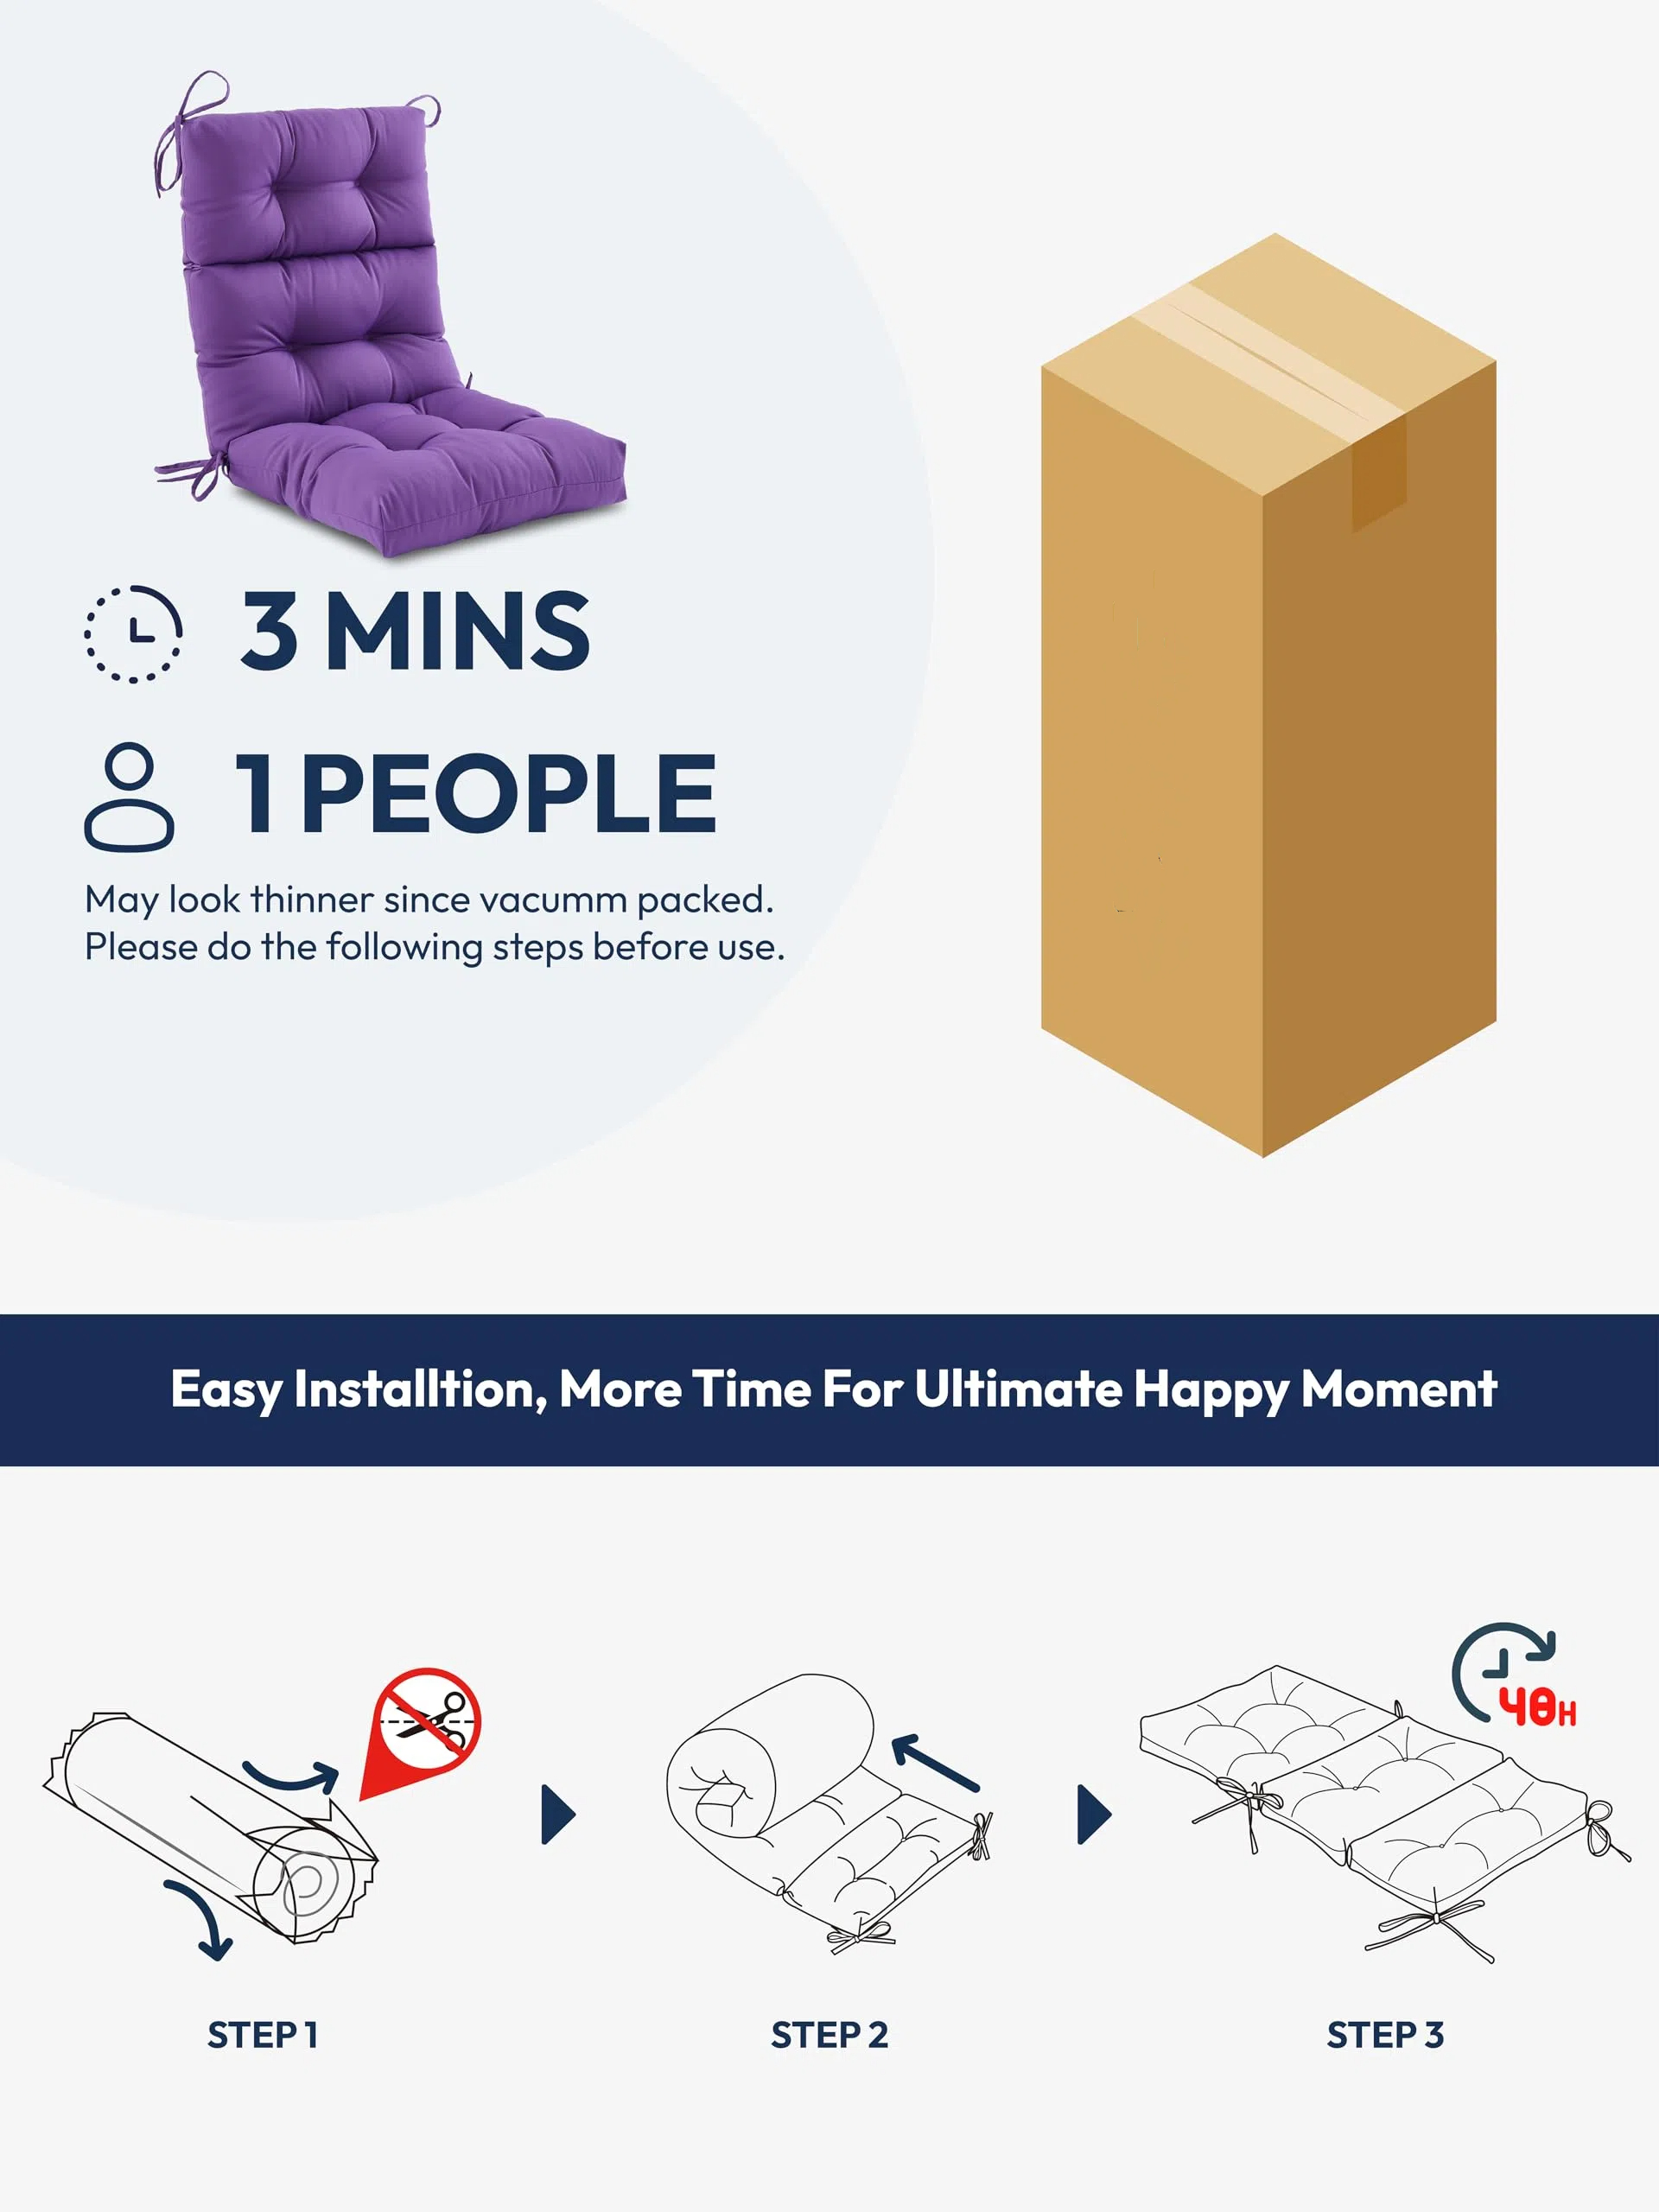 3 MINS
1 PEOPLE
May look thinner since vacumm packed.
Please do the following steps before use.
Easy Installtion, More Time For Ultimate Happy Moment
48H
STEP 1
STEP 2
STEP 3